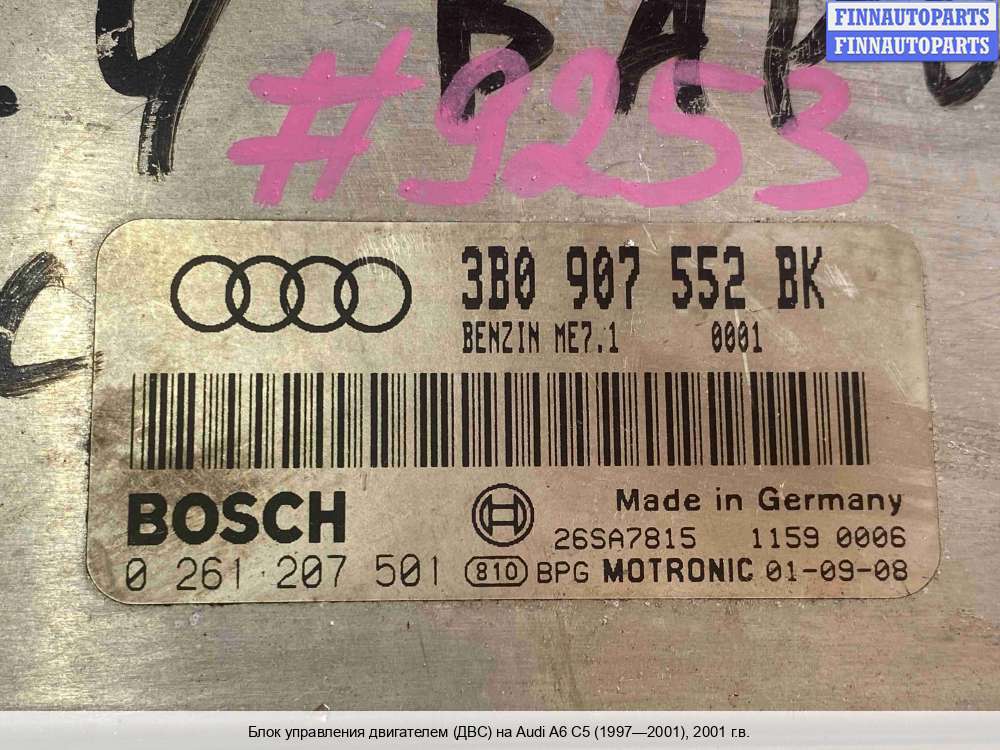 FINNAUTOPARTS
FINNAUTOPARTS
#9253
3B0 907 552 BK
BENZIN ME7.1 0001
BOSCH
Made in Germany
26SA7815 1159 0006
0 261 207 501 810 BPG MOTRONIC 01-09-08
Блок управления двигателем (ДВС) на Audi A6 C5 (1997—2001), 2001 г.в.